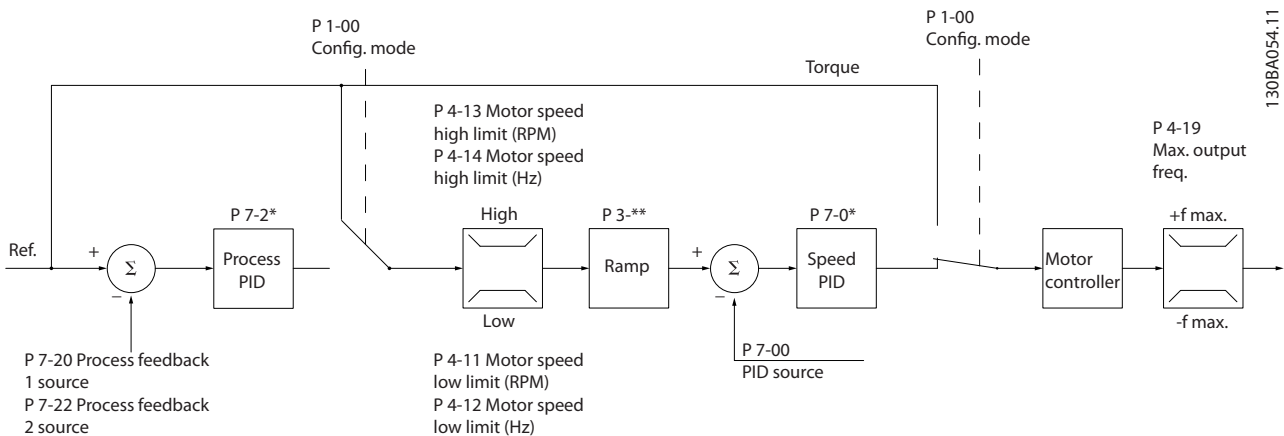 P 1-00
Config. mode
P 1-00
Config. mode
130BA054.11
Torque
P 4-13 Motor speed
high limit (RPM)
P 4-14 Motor speed
high limit (Hz)
P 4-19
Max. output
freq.
Ref.
+
Σ
−
P 7-2*
Process
PID
High
Low
P 3-**
Ramp
+
Σ
−
P 7-0*
Speed
PID
Motor
controller
+f max.
-f max.
P 7-20 Process feedback
1 source
P 7-22 Process feedback
2 source
P 4-11 Motor speed
low limit (RPM)
P 4-12 Motor speed
low limit (Hz)
P 7-00
PID source